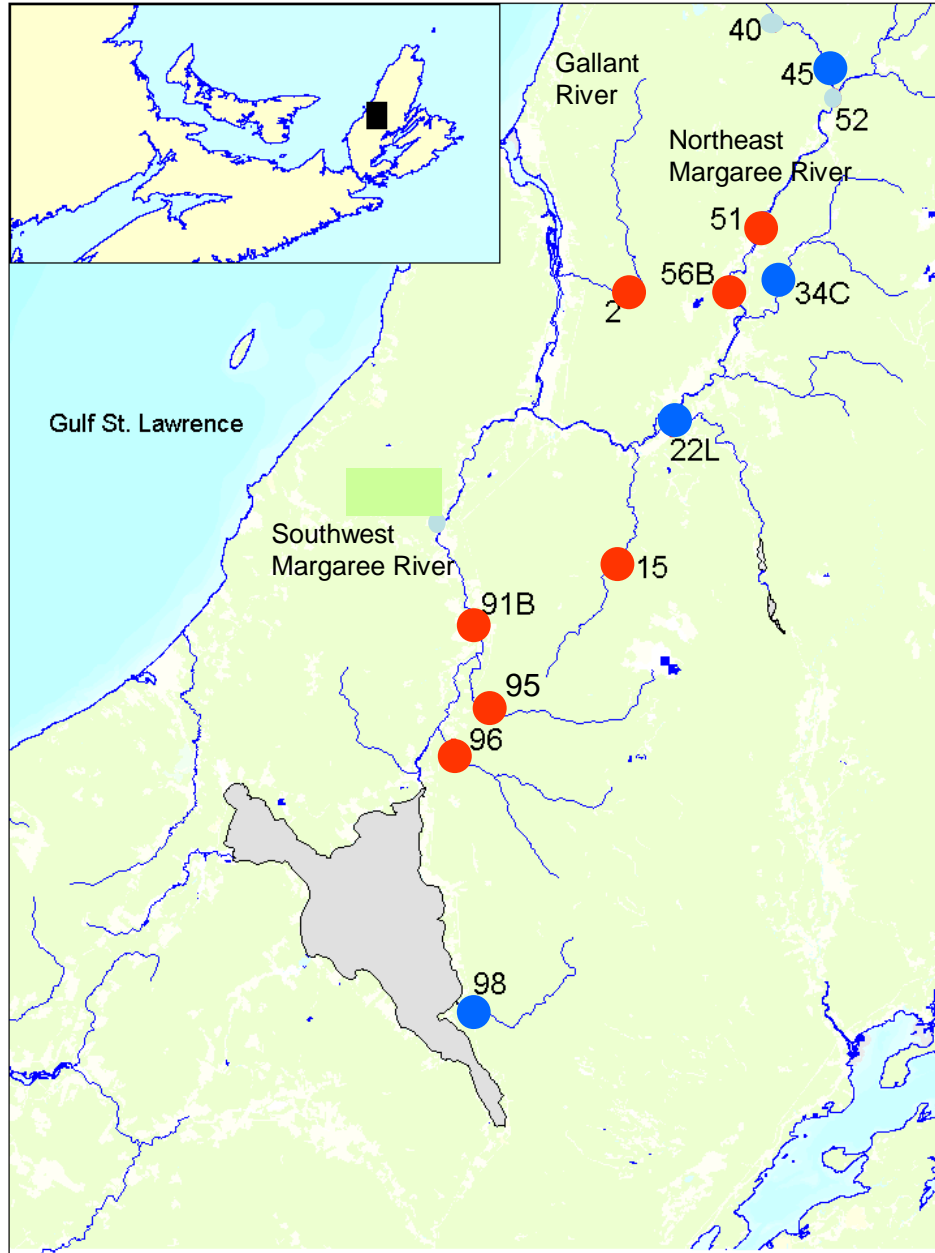 40
Gallant
River
45
52
Northeast
Margaree River
51
56B
34C
2
Gulf St. Lawrence
22L
Southwest
Margaree River
15
91B
95
96
98